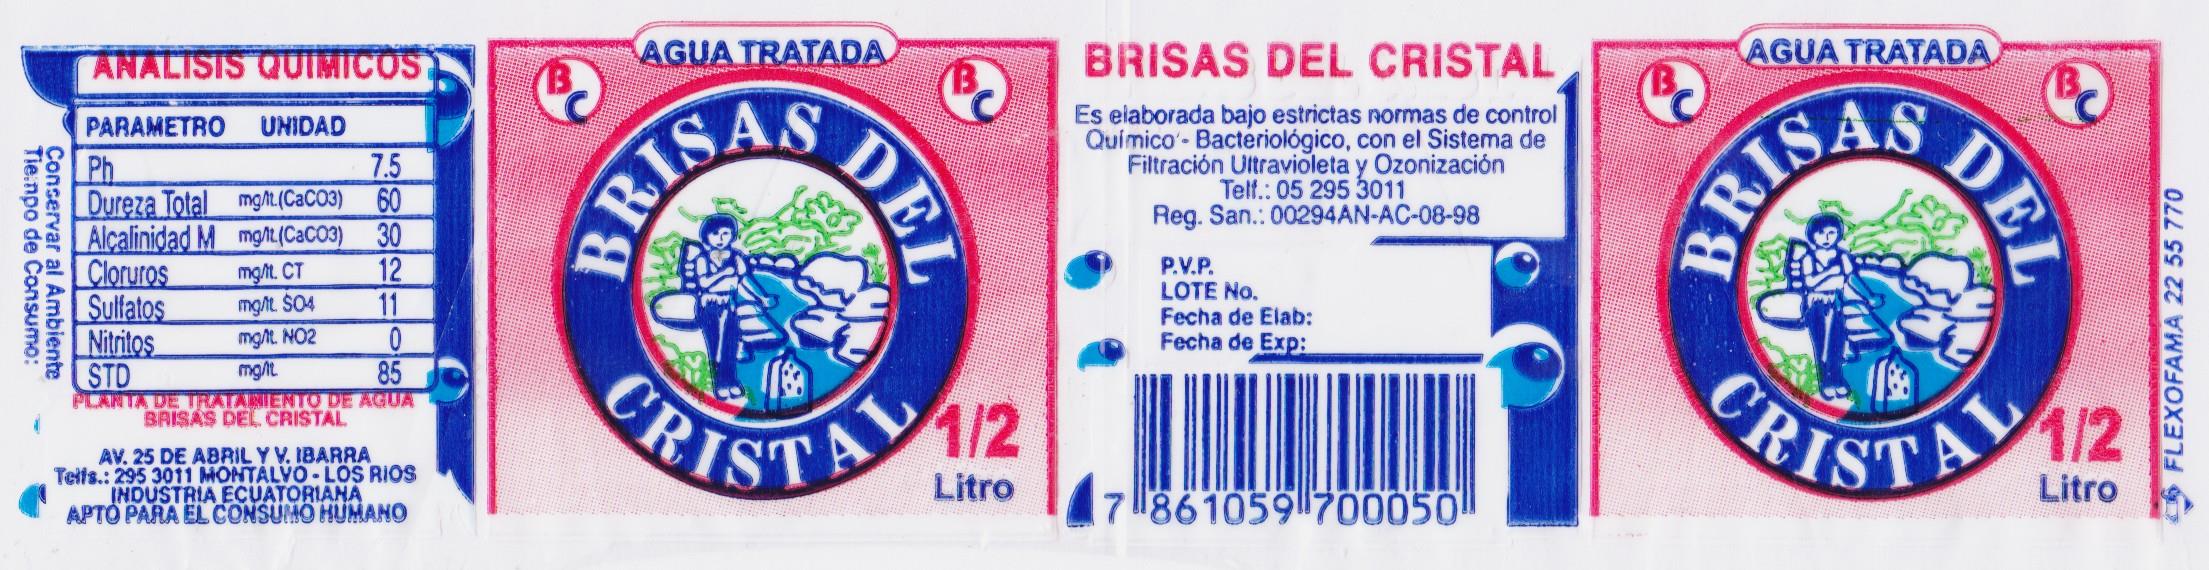 ANALISIS QUIMICOS
PARAMETRO UNIDAD
Ph 7.5
Dureza Total mg/lt.(CaCO3) 60
Alcalinidad M mg/lt.(CaCO3) 30
Cloruros mg/lt. CT 12
Sulfatos mg/lt. SO4 11
Nitritos mg/lt. NO2 0
STD mg/lt. 85
PLANTA DE TRATAMIENTO DE AGUA
BRISAS DEL CRISTAL
AV. 25 DE ABRIL Y V. IBARRA
Telfs.: 295 3011 MONTALVO - LOS RIOS
INDUSTRIA ECUATORIANA
APTO PARA EL CONSUMO HUMANO
Conservar al Ambiente
Tiempo de Consumo:
AGUA TRATADA
BC
BC
BRISAS DEL
CRISTAL
1/2
Litro
BRISAS DEL CRISTAL
Es elaborada bajo estrictas normas de control
Químico - Bacteriológico, con el Sistema de
Filtración Ultravioleta y Ozonización
Telf.: 05 295 3011
Reg. San.: 00294AN-AC-08-98
P.V.P.
LOTE No.
Fecha de Elab:
Fecha de Exp:
7 861059 700050
AGUA TRATADA
BC
BC
BRISAS DEL
CRISTAL
1/2
Litro
FLEXOFAMA 22 55 770